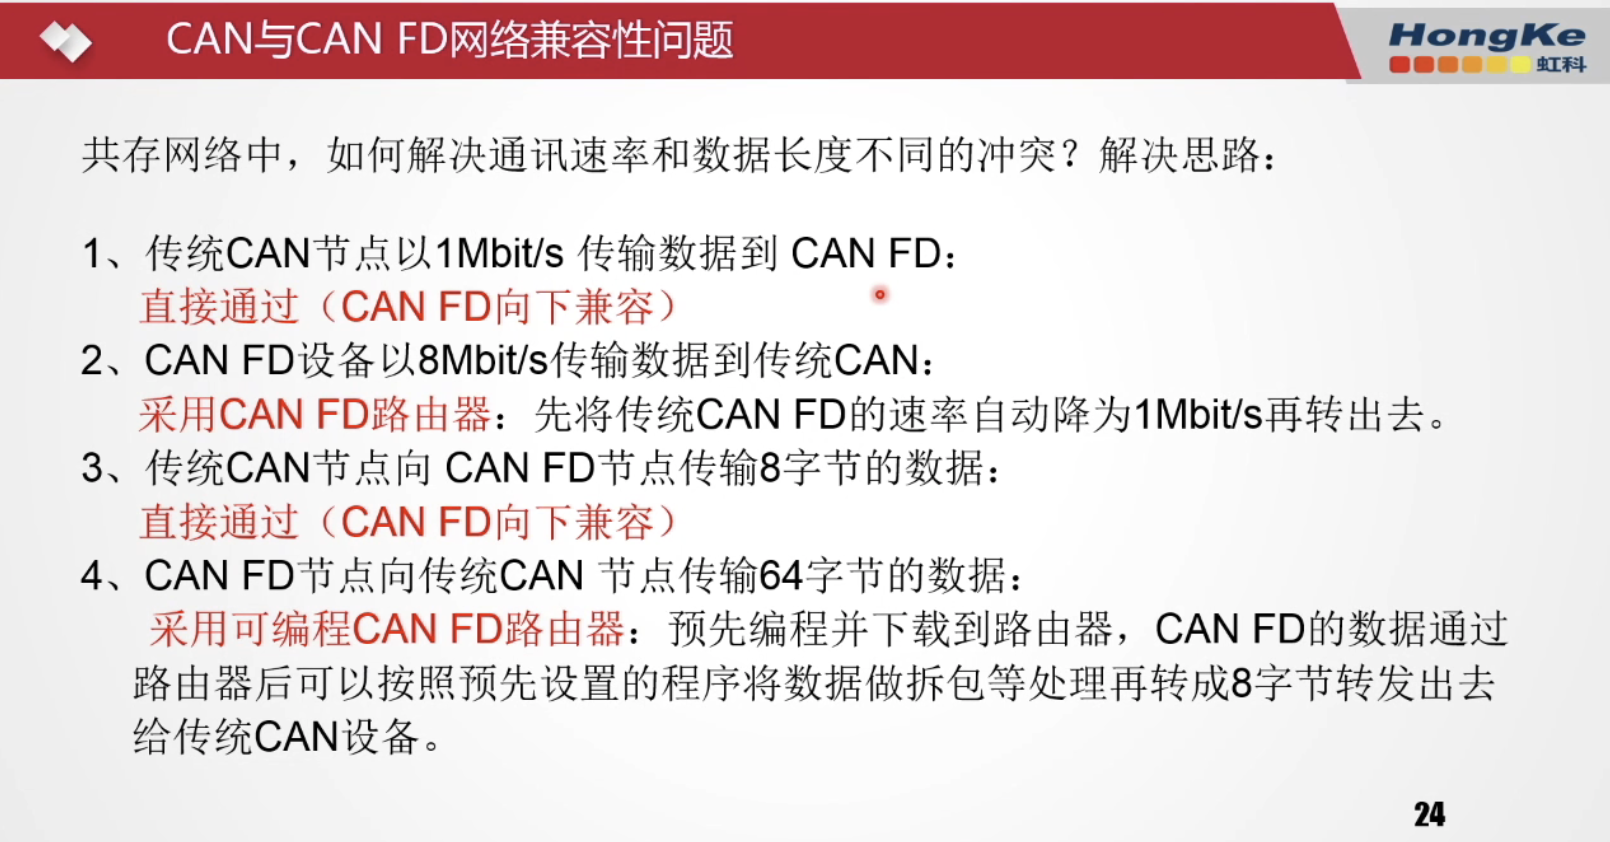 CAN与CAN FD网络兼容性问题
HongKe
虹科
共存网络中，如何解决通讯速率和数据长度不同的冲突？解决思路：
1、传统CAN节点以1Mbit/s 传输数据到 CAN FD：
直接通过（CAN FD向下兼容）
2、CAN FD设备以8Mbit/s传输数据到传统CAN：
采用CAN FD路由器：先将传统CAN FD的速率自动降为1Mbit/s再转出去。
3、传统CAN节点向 CAN FD节点传输8字节的数据：
直接通过（CAN FD向下兼容）
4、CAN FD节点向传统CAN 节点传输64字节的数据：
采用可编程CAN FD路由器：预先编程并下载到路由器，CAN FD的数据通过
路由器后可以按照预先设置的程序将数据做拆包等处理再转成8字节转发出去
给传统CAN设备。
24